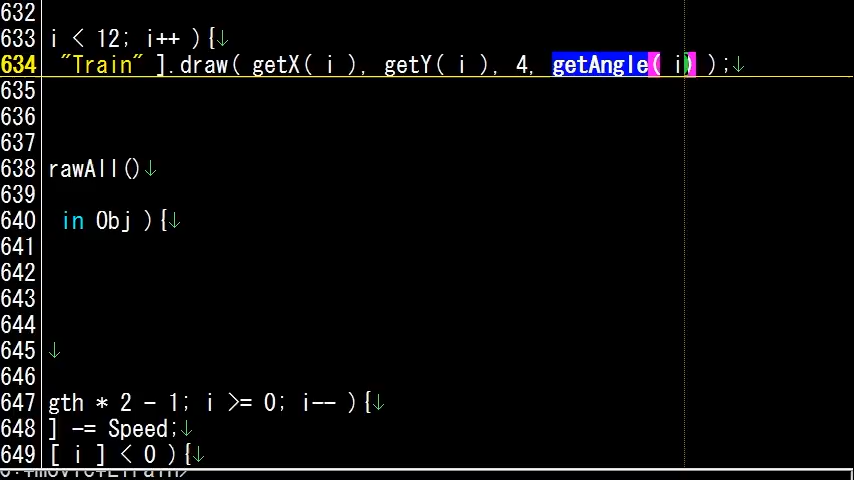 632
633 i < 12; i++ ){↓
634 "Train" ].draw( getX( i ), getY( i ), 4, getAngle( i) );↓
635
636
637
638 rawAll()↓
639
640 in Obj ){↓
641
642
643
644
645 ↓
646
647 gth * 2 - 1; i >= 0; i-- ){↓
648 ] -= Speed;↓
649 [ i ] < 0 ){↓